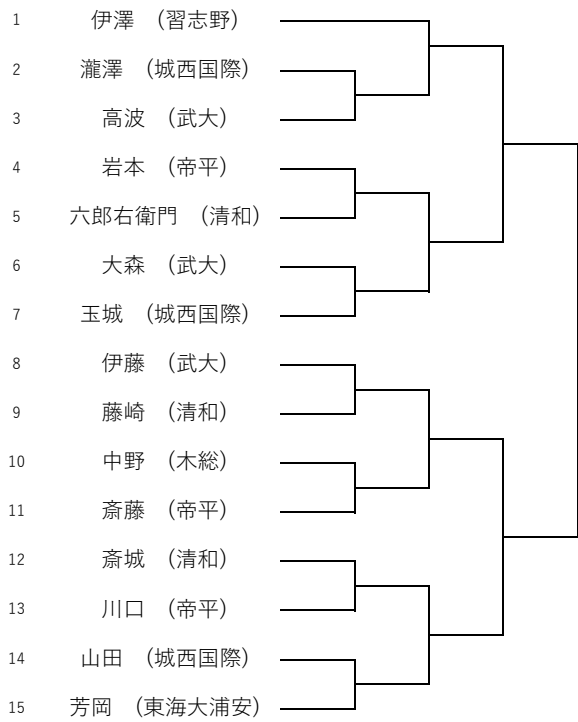 1 伊澤 （習志野）
2 瀧澤 （城西国際）
3 高波 （武大）
4 岩本 （帝平）
5 六郎右衛門 （清和）
6 大森 （武大）
7 玉城 （城西国際）
8 伊藤 （武大）
9 藤崎 （清和）
10 中野 （木総）
11 斎藤 （帝平）
12 斎城 （清和）
13 川口 （帝平）
14 山田 （城西国際）
15 芳岡 （東海大浦安）